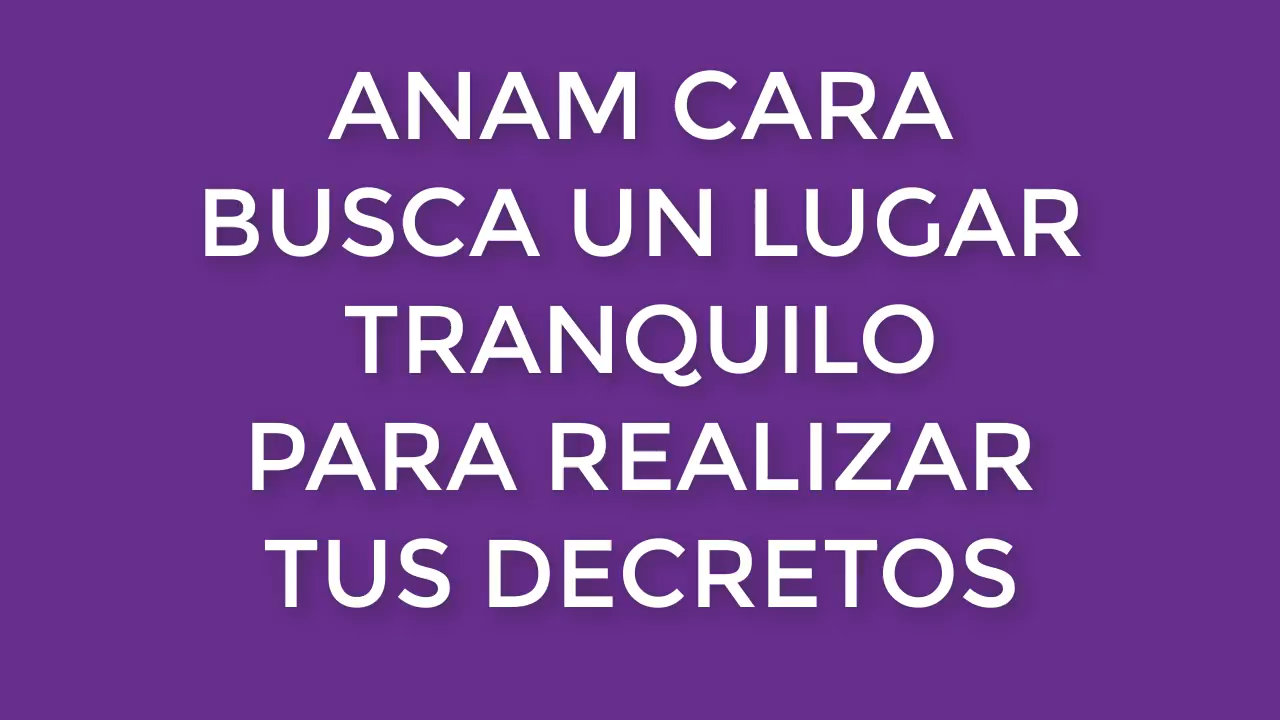 ANAM CARA
BUSCA UN LUGAR
TRANQUILO
PARA REALIZAR
TUS DECRETOS